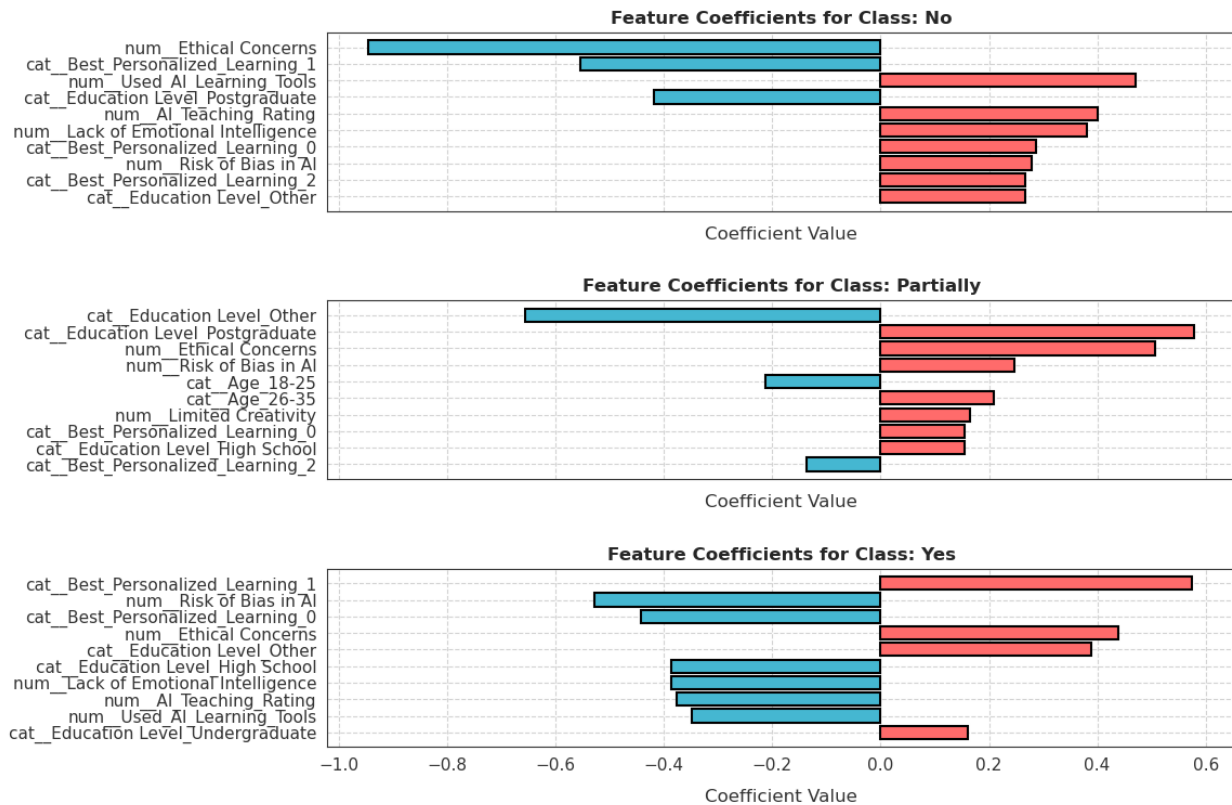 Feature Coefficients for Class: No
num__Ethical Concerns
cat__Best_Personalized_Learning_1
num__Used_AI_Learning_Tools
cat__Education Level_Postgraduate
num__AI_Teaching_Rating
num__Lack of Emotional Intelligence
cat__Best_Personalized_Learning_0
num__Risk of Bias in AI
cat__Best_Personalized_Learning_2
cat__Education Level_Other
Coefficient Value
Feature Coefficients for Class: Partially
cat__Education Level_Other
cat__Education Level_Postgraduate
num__Ethical Concerns
num__Risk of Bias in AI
cat__Age_18-25
cat__Age_26-35
num__Limited Creativity
cat__Best_Personalized_Learning_0
cat__Education Level_High School
cat__Best_Personalized_Learning_2
Coefficient Value
Feature Coefficients for Class: Yes
cat__Best_Personalized_Learning_1
num__Risk of Bias in AI
cat__Best_Personalized_Learning_0
num__Ethical Concerns
cat__Education Level_Other
cat__Education Level_High School
num__Lack of Emotional Intelligence
num__AI_Teaching_Rating
num__Used_AI_Learning_Tools
cat__Education Level_Undergraduate
−1.0 −0.8 −0.6 −0.4 −0.2 0.0 0.2 0.4 0.6
Coefficient Value